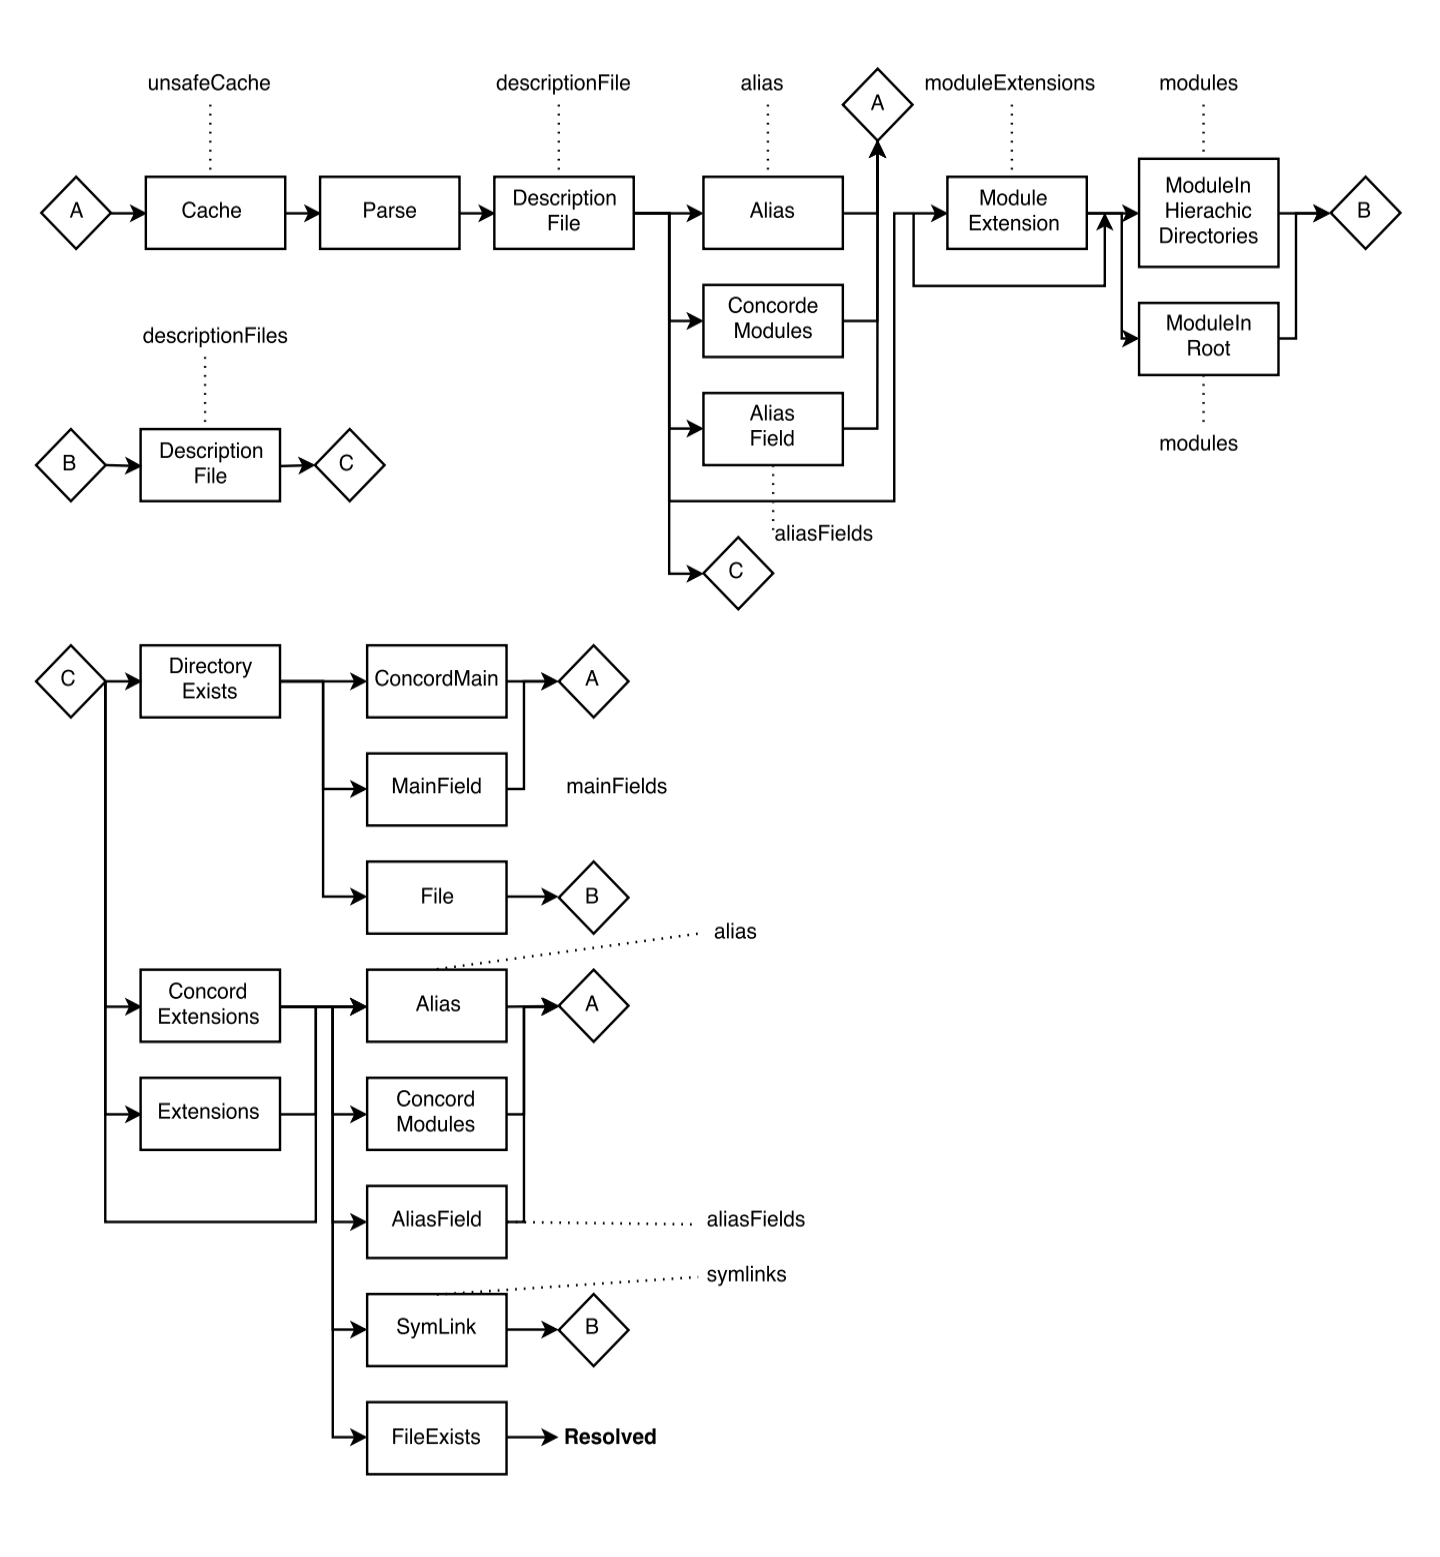 unsafeCache
descriptionFile
alias
A
moduleExtensions
modules
A
Cache
Parse
Description
File
Alias
Module
Extension
ModuleIn
Hierachic
Directories
B
Concorde
Modules
ModuleIn
Root
descriptionFiles
Alias
Field
modules
B
Description
File
C
aliasFields
C
C
Directory
Exists
ConcordMain
A
MainField
mainFields
File
B
alias
Concord
Extensions
Alias
A
Extensions
Concord
Modules
AliasField
aliasFields
symlinks
SymLink
B
FileExists
Resolved